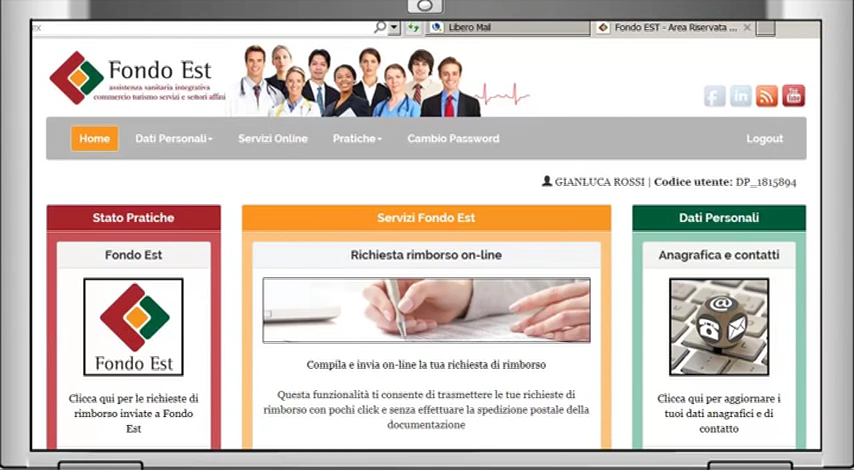 ex
Libero Mail
Fondo EST - Area Riservata ...
Fondo Est
assistenza sanitaria integrativa
commercio turismo servizi e settori affini
f
in
You Tube
Home
Dati Personali
Servizi Online
Pratiche
Cambio Password
Logout
GIANLUCA ROSSI | Codice utente: DP_1815894
Stato Pratiche
Fondo Est
Fondo Est
Clicca qui per le richieste di
rimborso inviate a Fondo
Est
Servizi Fondo Est
Richiesta rimborso on-line
Compila e invia on-line la tua richiesta di rimborso
Questa funzionalità ti consente di trasmettere le tue richieste di
rimborso con pochi click e senza effettuare la spedizione postale della
documentazione
Dati Personali
Anagrafica e contatti
@
Clicca qui per aggiornare i
tuoi dati anagrafici e di
contatto